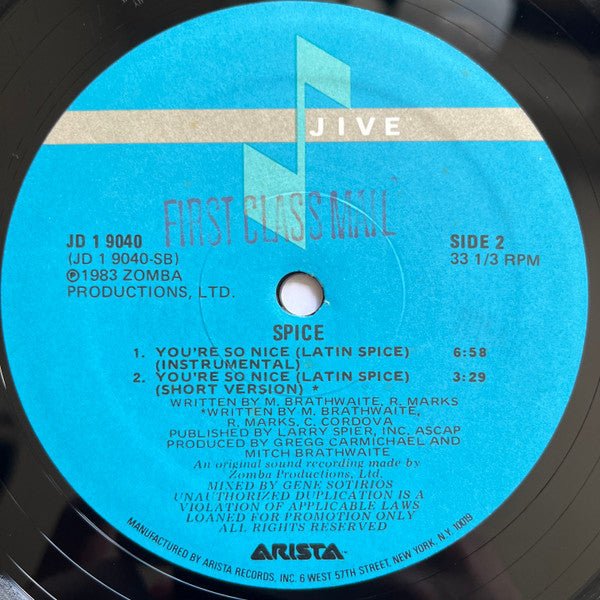 JIVE
FIRST CLASS MAIL
JD 1 9040
(JD 1 9040-SB)
℗1983 ZOMBA
PRODUCTIONS, LTD.
SIDE 2
33 1/3 RPM
SPICE
1. YOU'RE SO NICE (LATIN SPICE) 6:58
(INSTRUMENTAL)
2. YOU'RE SO NICE (LATIN SPICE) 3:29
(SHORT VERSION) *
WRITTEN BY M. BRATHWAITE, R. MARKS
*WRITTEN BY M. BRATHWAITE,
R. MARKS, C. CORDOVA
PUBLISHED BY LARRY SPIER, INC. ASCAP
PRODUCED BY GREGG CARMICHAEL AND
MITCH BRATHWAITE
An original sound recording made by
Zomba Productions, Ltd.
MIXED BY GENE SOTIRIOS
UNAUTHORIZED DUPLICATION IS A
VIOLATION OF APPLICABLE LAWS
LOANED FOR PROMOTION ONLY
ALL RIGHTS RESERVED
ARISTA
MANUFACTURED BY ARISTA RECORDS, INC. 6 WEST 57TH STREET, NEW YORK, N.Y. 10019